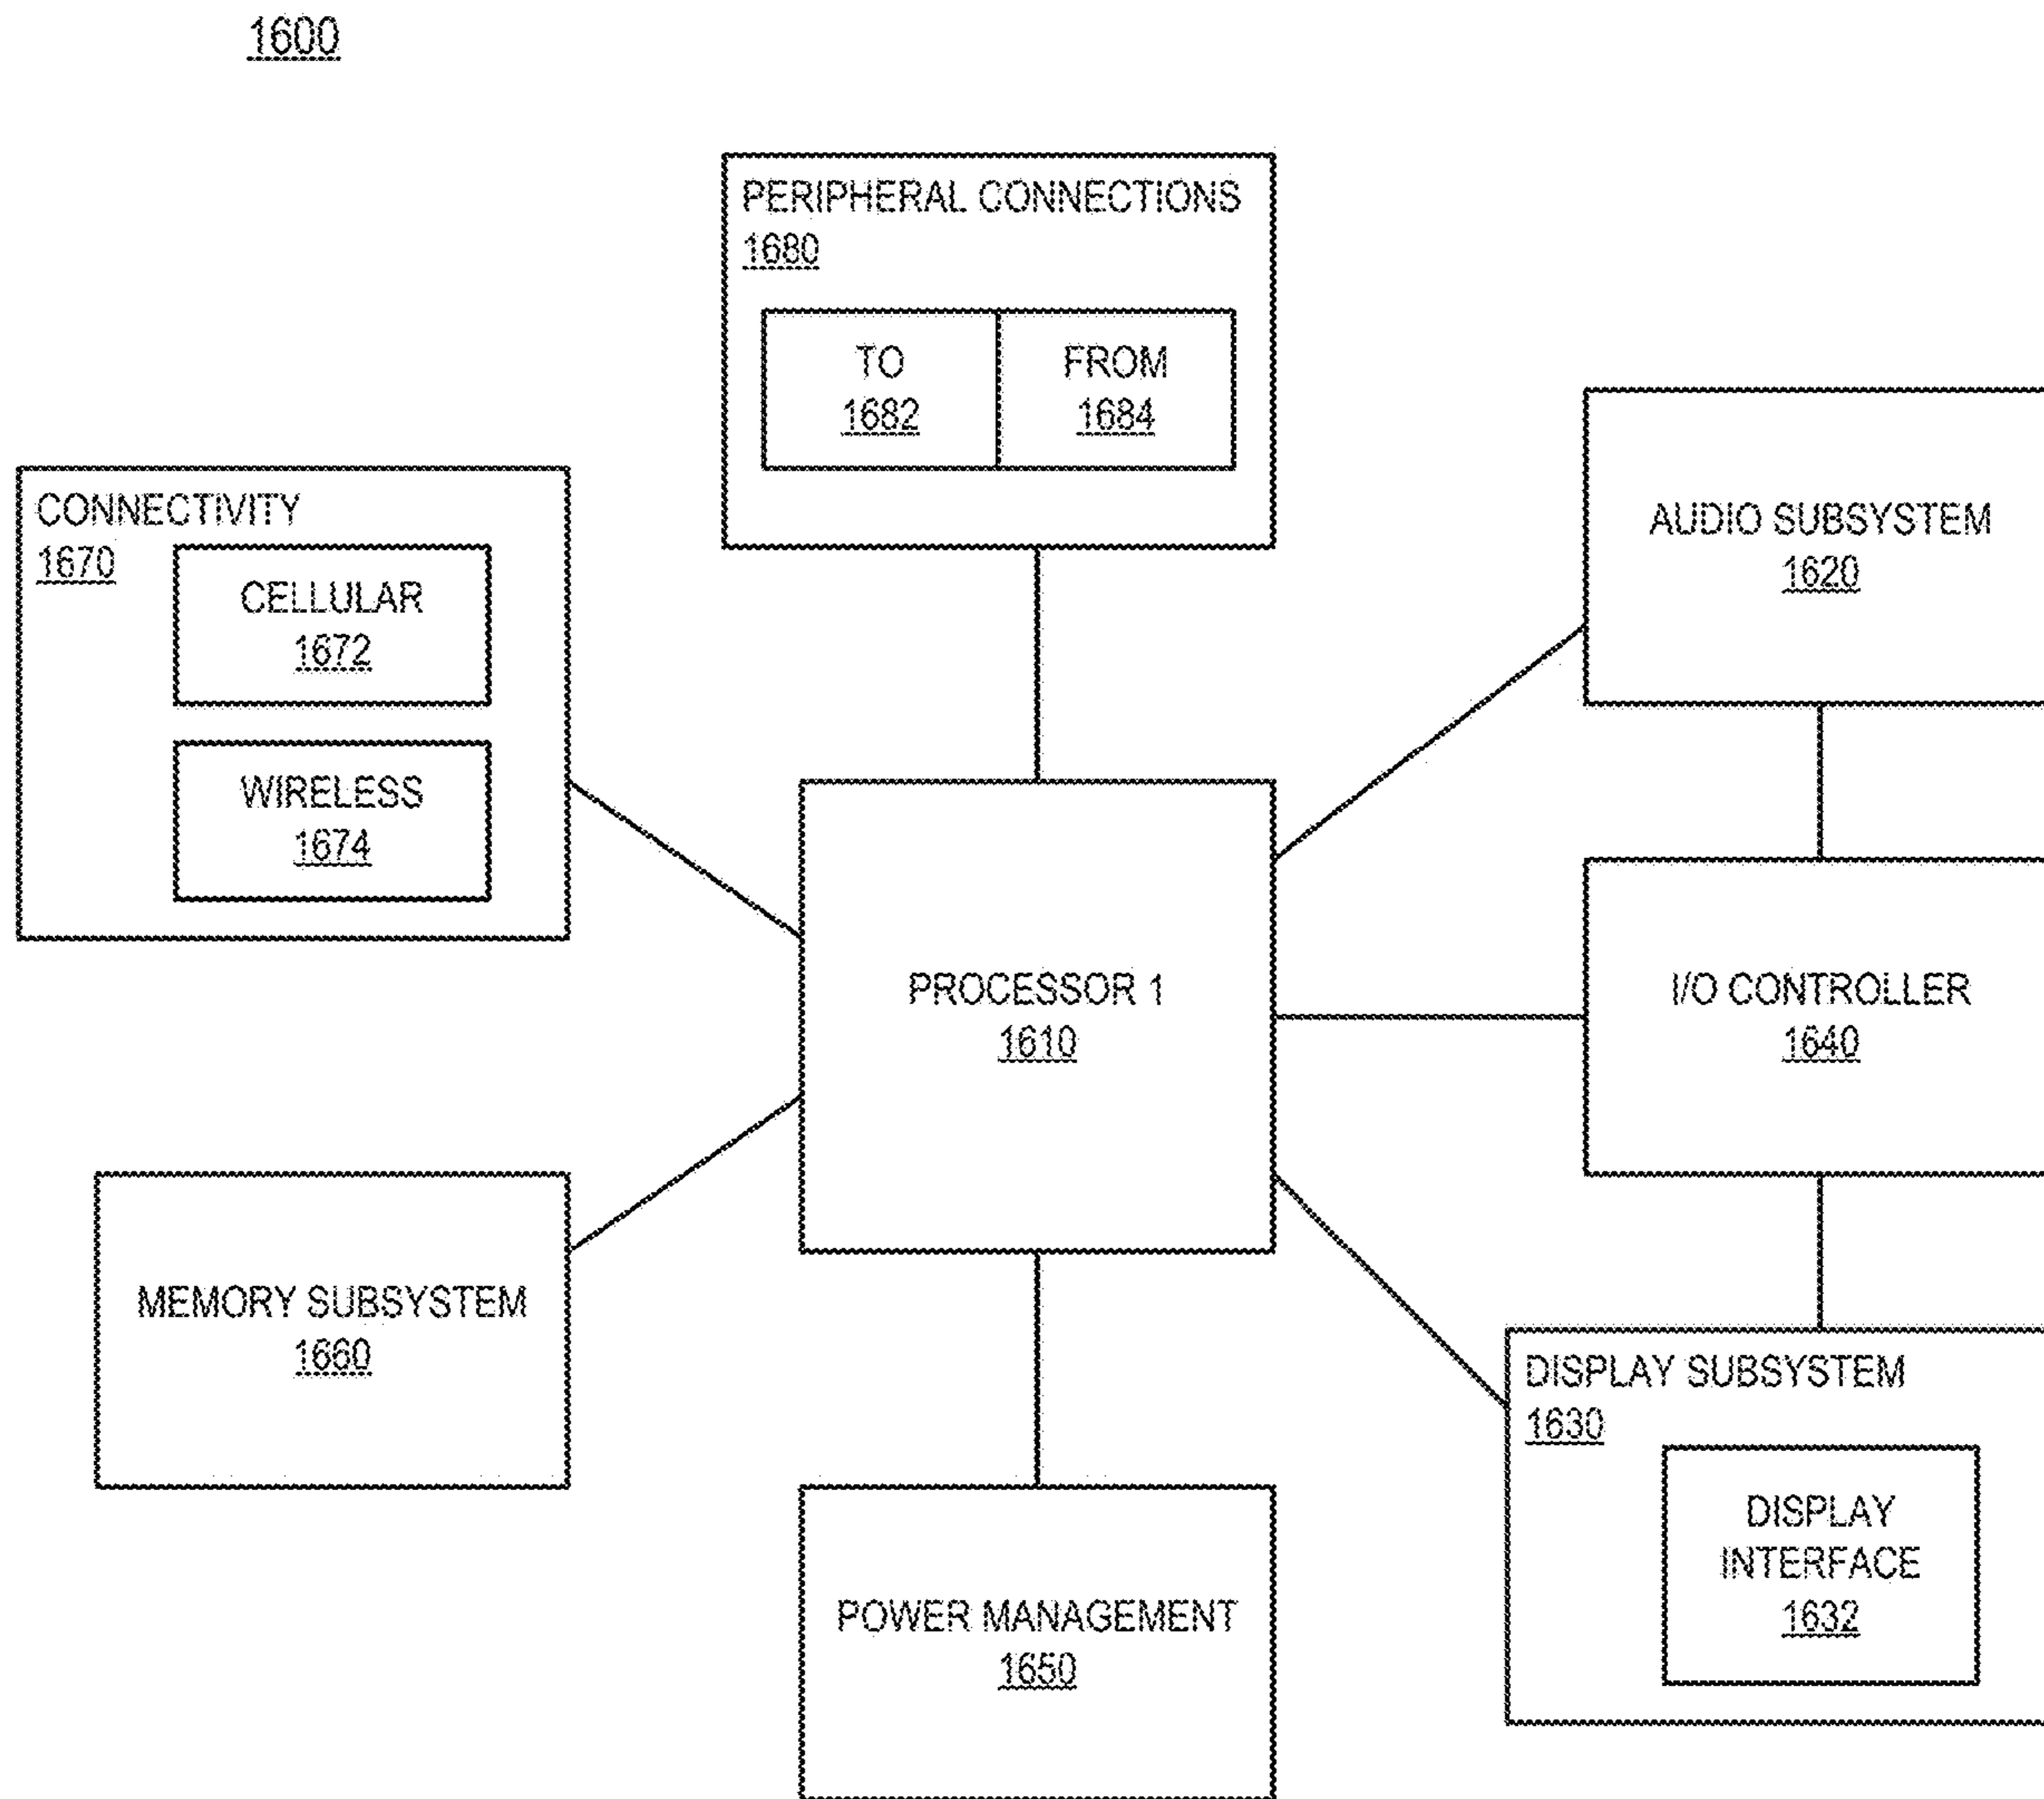 1600
PERIPHERAL CONNECTIONS
1680
TO
1682
FROM
1684
CONNECTIVITY
1670
CELLULAR
1672
WIRELESS
1674
AUDIO SUBSYSTEM
1620
PROCESSOR 1
1610
I/O CONTROLLER
1640
MEMORY SUBSYSTEM
1660
DISPLAY SUBSYSTEM
1630
DISPLAY
INTERFACE
1632
POWER MANAGEMENT
1650